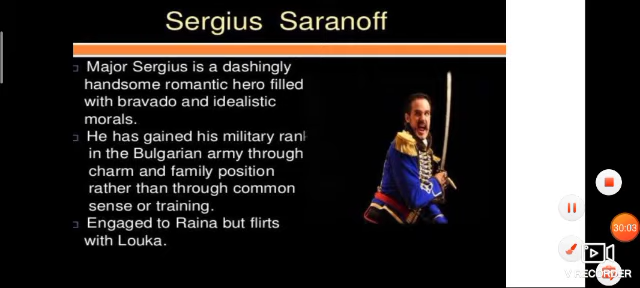 Sergius Saranoff
Major Sergius is a dashingly
handsome romantic hero filled
with bravado and idealistic
morals.
He has gained his military rank
in the Bulgarian army through
charm and family position
rather than through common
sense or training.
Engaged to Raina but flirts
with Louka.
30:03
V RECORDER